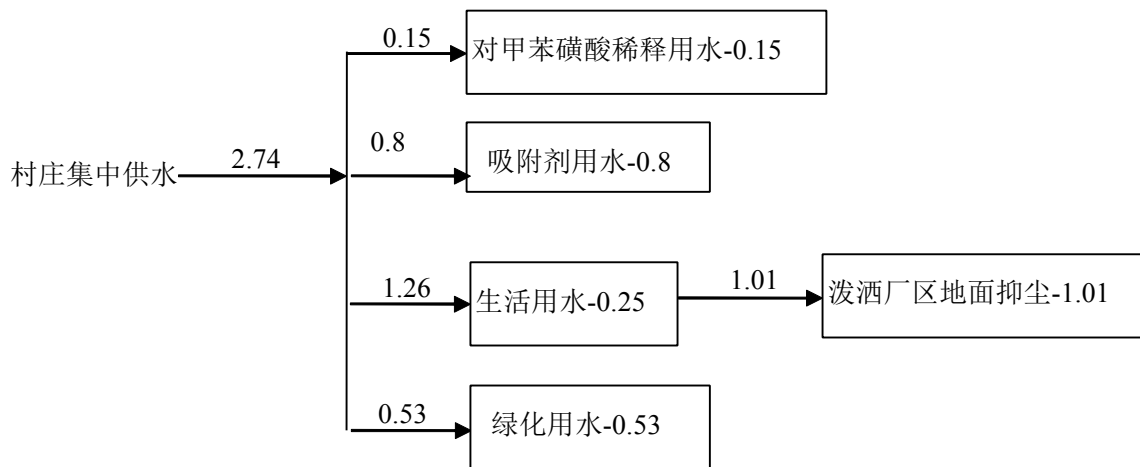 0.15
对甲苯磺酸稀释用水-0.15
村庄集中供水
2.74
0.8
吸附剂用水-0.8
1.26
生活用水-0.25
1.01
泼洒厂区地面抑尘-1.01
0.53
绿化用水-0.53